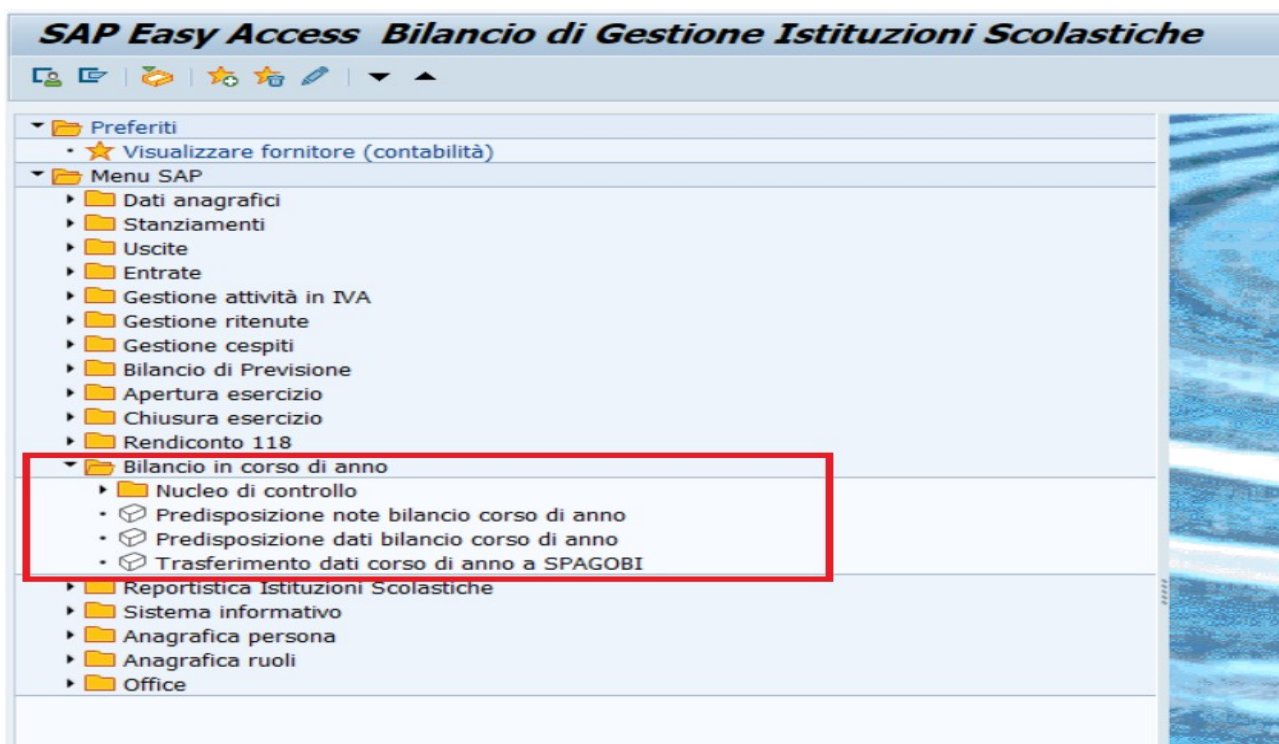 SAP Easy Access Bilancio di Gestione Istituzioni Scolastiche
Preferiti
Visualizzare fornitore (contabilità)
Menu SAP
Dati anagrafici
Stanziamenti
Uscite
Entrate
Gestione attività in IVA
Gestione ritenute
Gestione cespiti
Bilancio di Previsione
Apertura esercizio
Chiusura esercizio
Rendiconto 118
Bilancio in corso di anno
Nucleo di controllo
Predisposizione note bilancio corso di anno
Predisposizione dati bilancio corso di anno
Trasferimento dati corso di anno a SPAGOBI
Reportistica Istituzioni Scolastiche
Sistema informativo
Anagrafica persona
Anagrafica ruoli
Office